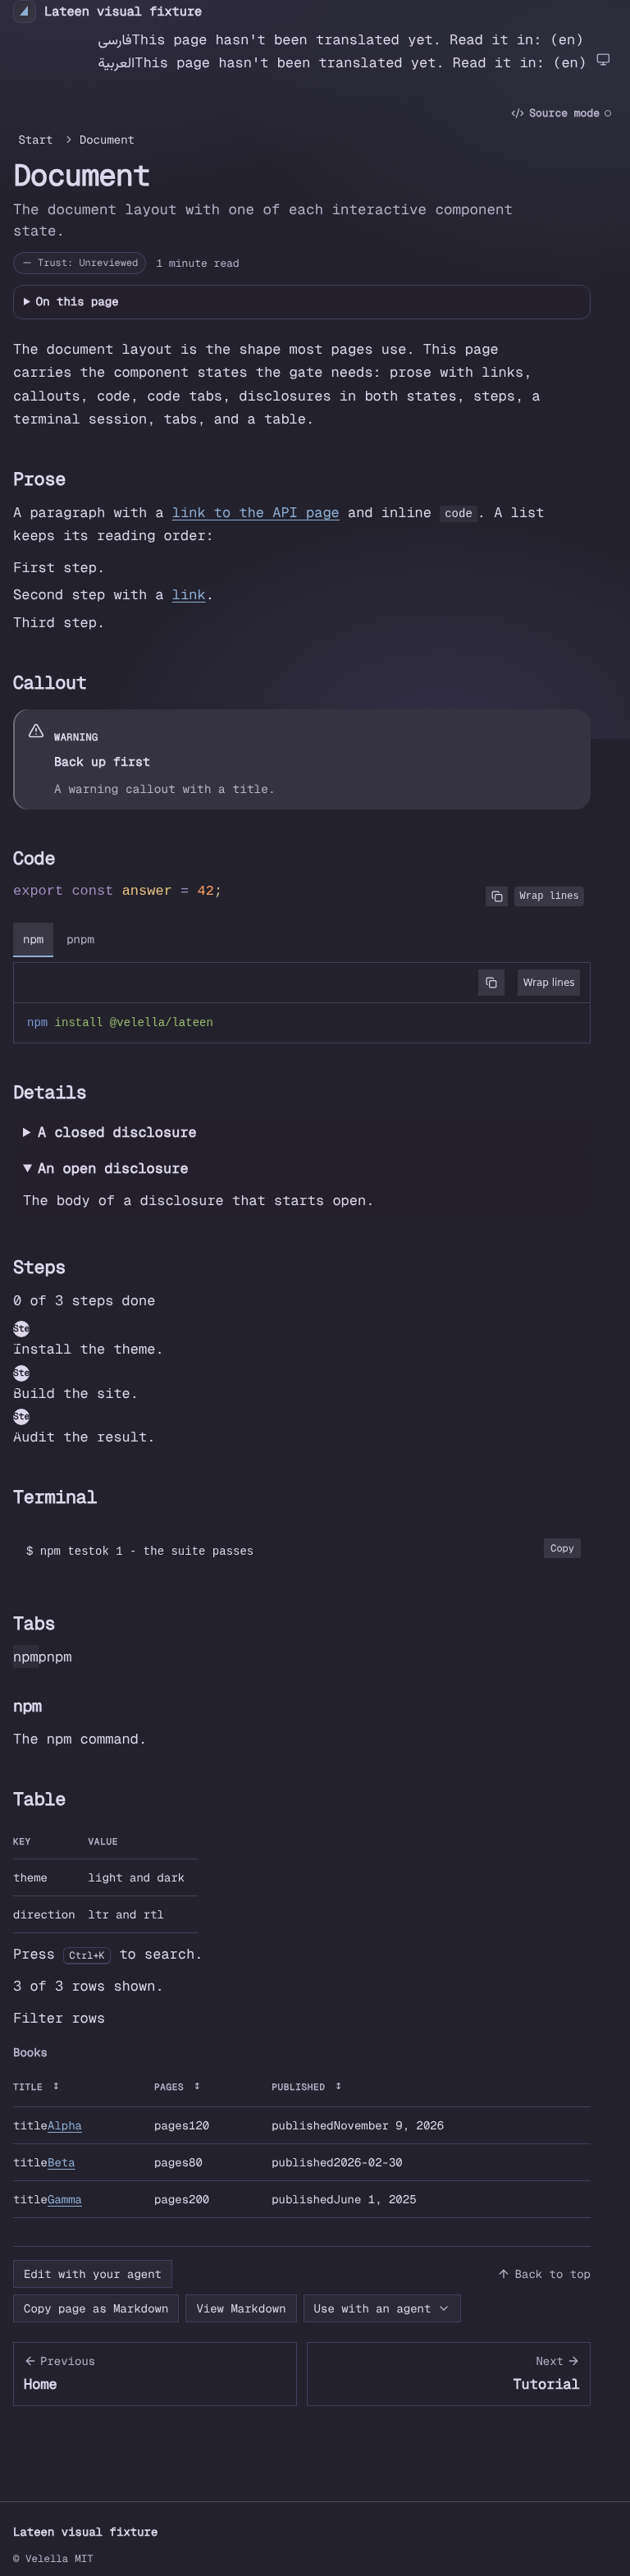 Lateen visual fixture
فارسیThis page hasn't been translated yet. Read it in: (en)
العربيةThis page hasn't been translated yet. Read it in: (en)
Source mode
Start > Document
Document
The document layout with one of each interactive component
state.
— Trust: Unreviewed 1 minute read
On this page
The document layout is the shape most pages use. This page
carries the component states the gate needs: prose with links,
callouts, code, code tabs, disclosures in both states, steps, a
terminal session, tabs, and a table.
Prose
A paragraph with a link to the API page and inline code. A list
keeps its reading order:
First step.
Second step with a link.
Third step.
Callout
WARNING
Back up first
A warning callout with a title.
Code
export const answer = 42;
Wrap lines
npm pnpm
Wrap lines
npm install @velella/lateen
Details
A closed disclosure
An open disclosure
The body of a disclosure that starts open.
Steps
0 of 3 steps done
Ste
Install the theme.
Ste
Build the site.
Ste
Audit the result.
Terminal
$ npm testok 1 - the suite passes
Copy
Tabs
npmpnpm
npm
The npm command.
Table
KEY VALUE
theme light and dark
direction ltr and rtl
Press Ctrl+K to search.
3 of 3 rows shown.
Filter rows
Books
TITLE ↕ PAGES ↕ PUBLISHED ↕
titleAlpha pages120 publishedNovember 9, 2026
titleBeta pages80 published2026-02-30
titleGamma pages200 publishedJune 1, 2025
Edit with your agent
↑ Back to top
Copy page as Markdown View Markdown Use with an agent
← Previous
Home
Next →
Tutorial
Lateen visual fixture
© Velella MIT